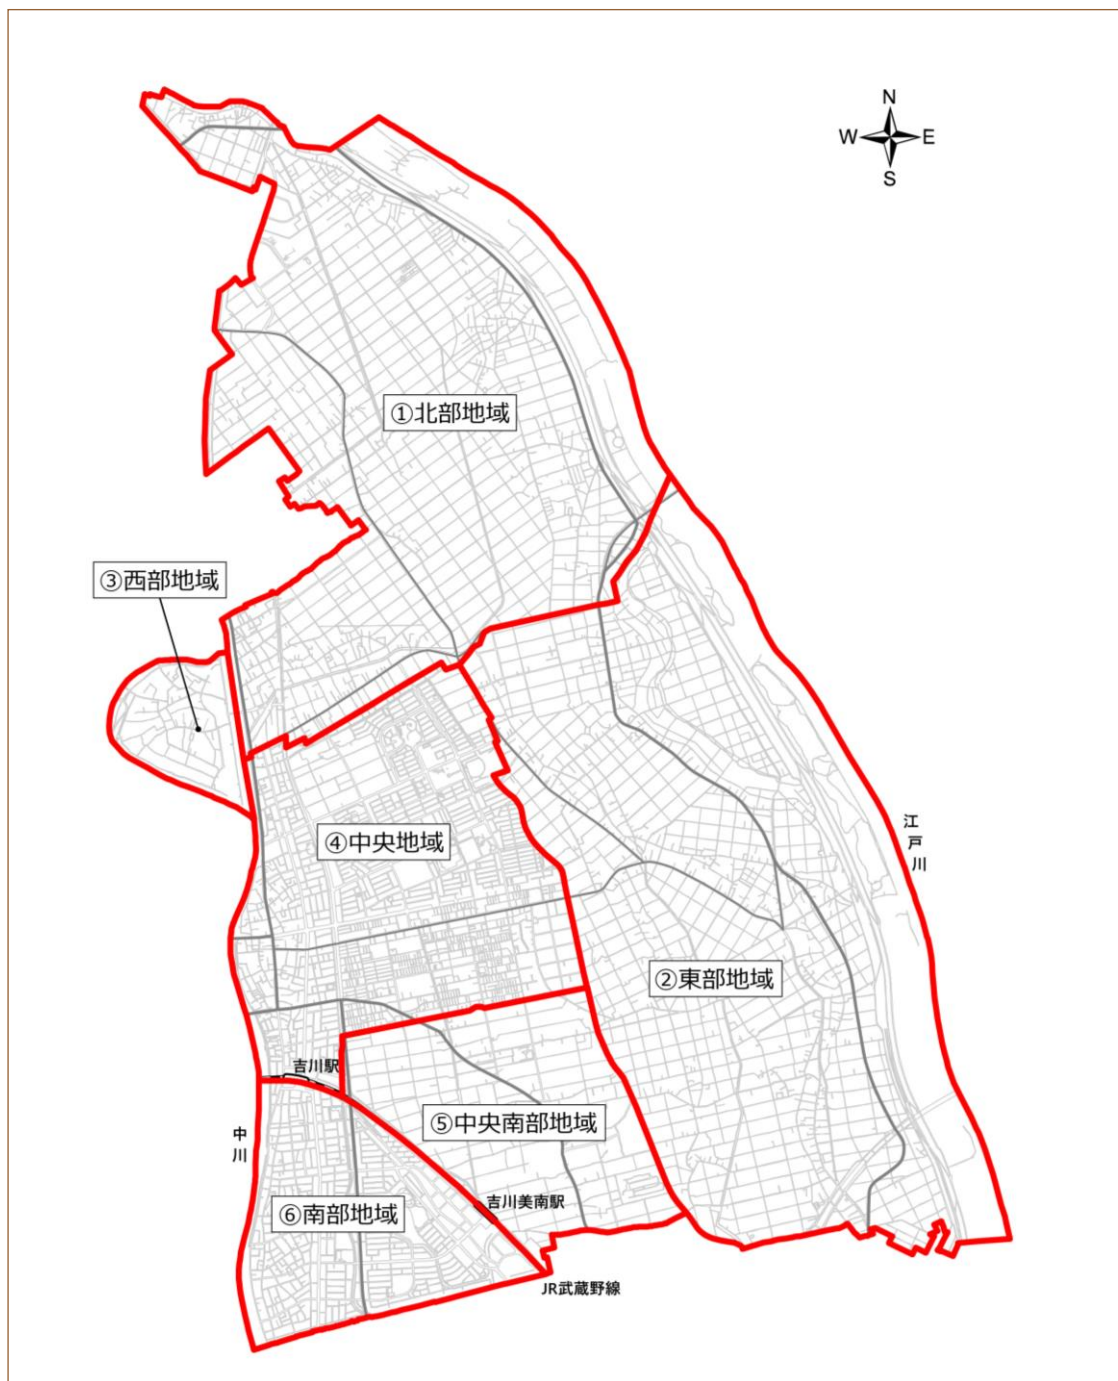 N
W E
S
①北部地域
③西部地域
④中央地域
江戸川
②東部地域
吉川駅
⑤中央南部地域
中川
吉川美南駅
⑥南部地域
JR武蔵野線